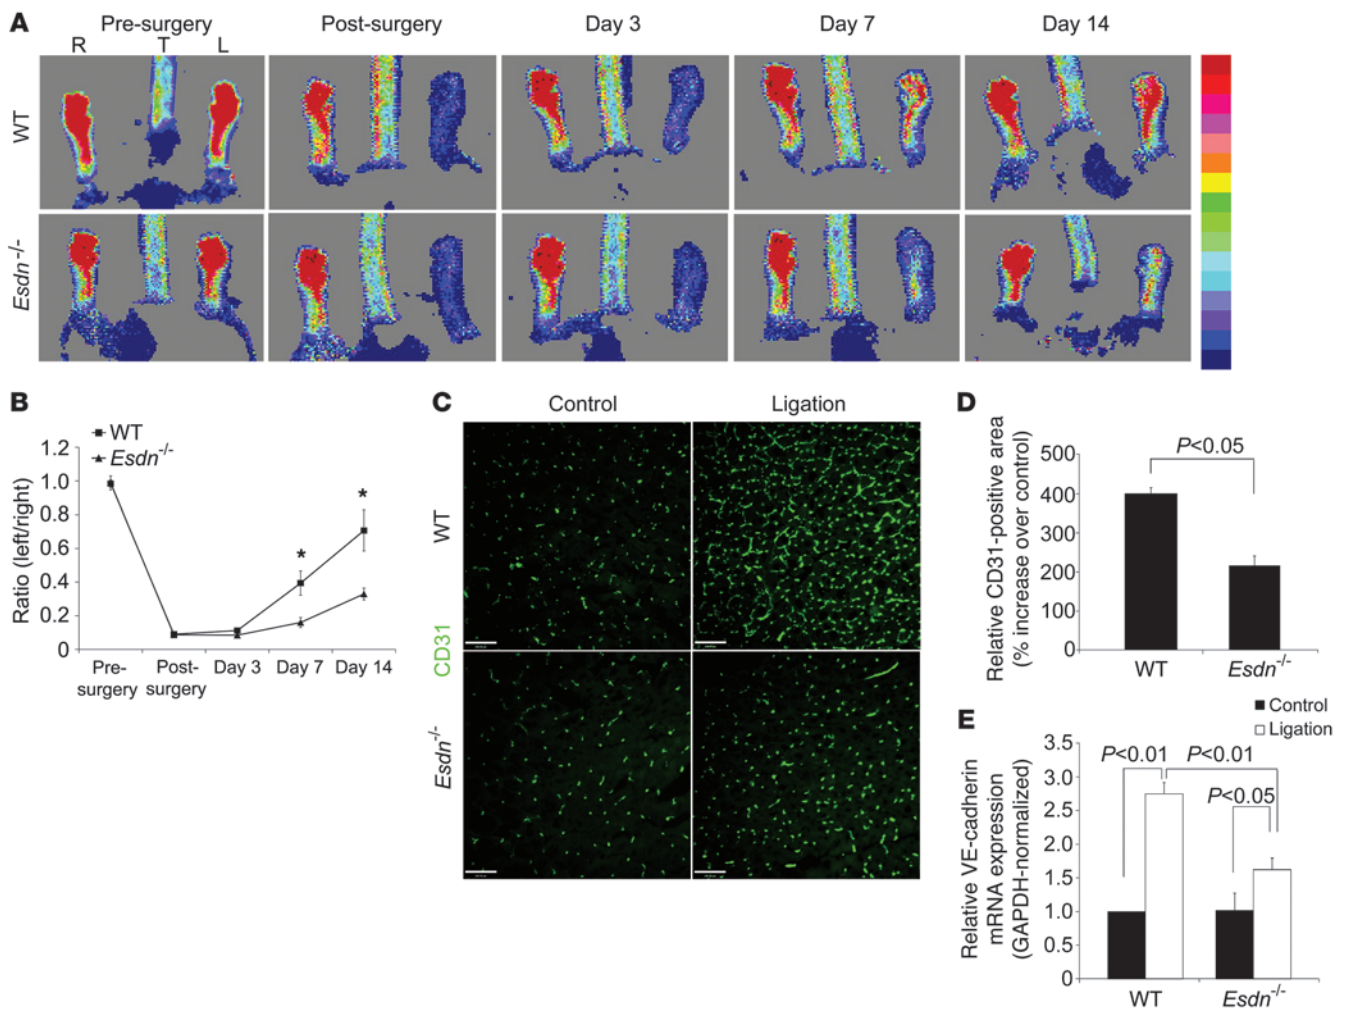 A
Pre-surgery
Post-surgery
Day 3
Day 7
Day 14
R
T
L
WT
Esdn-/-
B
WT
Esdn-/-
Ratio (left/right)
1.2
1.0
0.8
0.6
0.4
0.2
0
*
*
Pre-
surgery
Post-
surgery
Day 3
Day 7
Day 14
C
Control
Ligation
WT
CD31
Esdn-/-
D
Relative CD31-positive area
(% increase over control)
500
400
300
200
100
0
P<0.05
WT
Esdn-/-
E
Control
Ligation
Relative VE-cadherin
mRNA expression
(GAPDH-normalized)
3.5
3.0
2.5
2.0
1.5
1.0
0.5
0
P<0.01
P<0.01
P<0.05
WT
Esdn-/-